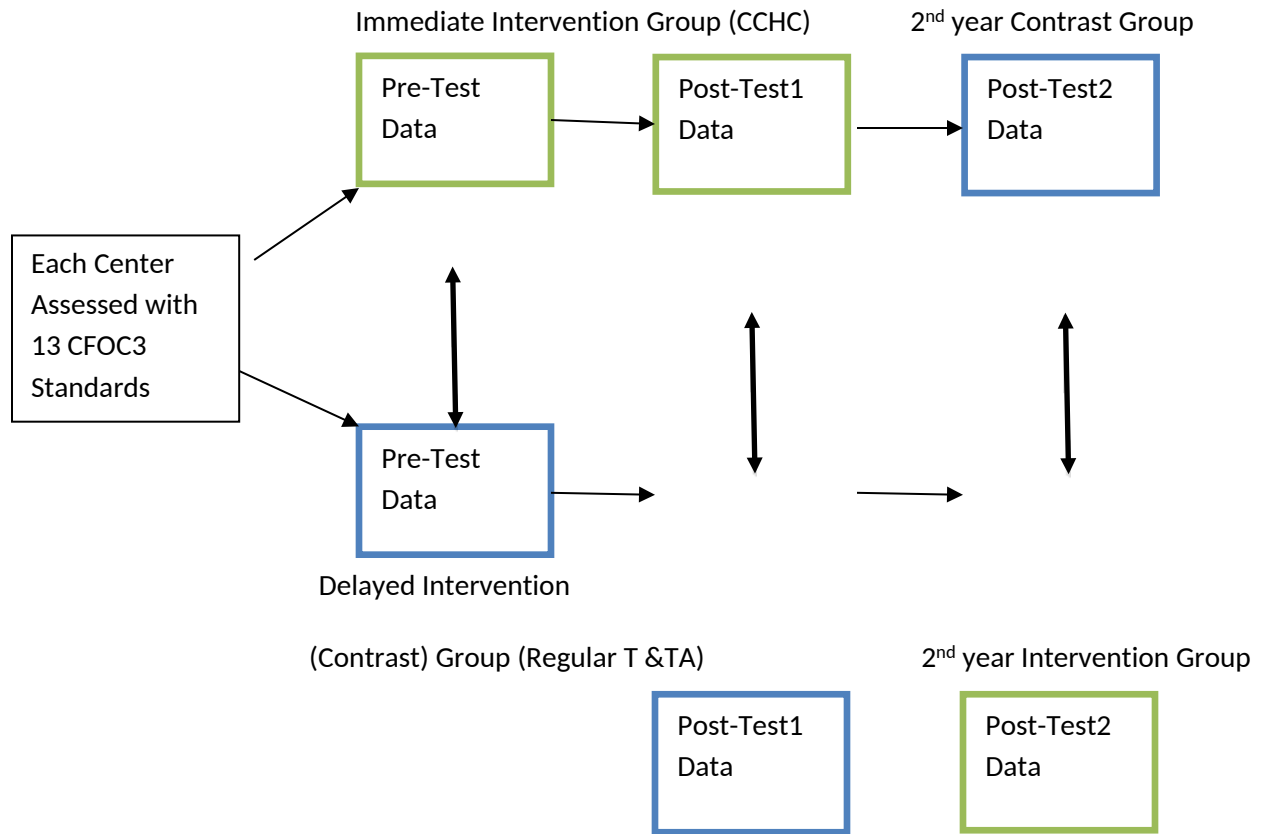 Immediate Intervention Group (CCHC)
2nd year Contrast Group
Pre-Test
Data
Post-Test1
Data
Post-Test2
Data
Each Center
Assessed with
13 CFOC3
Standards
Pre-Test
Data
Delayed Intervention
(Contrast) Group (Regular T &TA)
2nd year Intervention Group
Post-Test1
Data
Post-Test2
Data